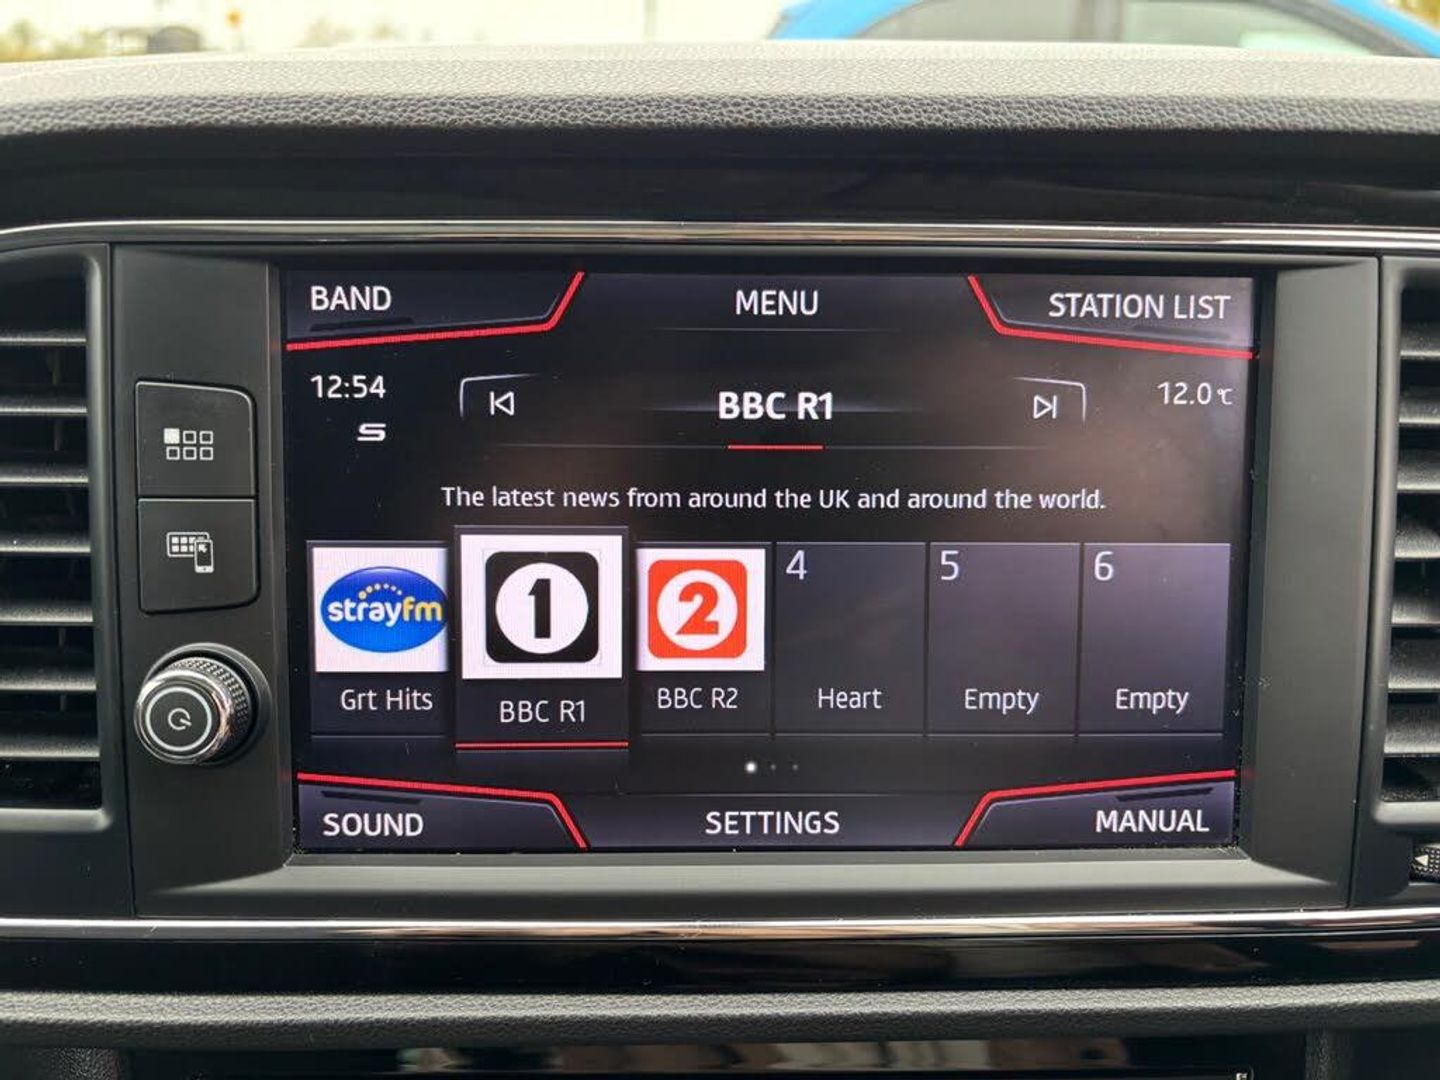 BAND MENU STATION LIST
12:54 BBC R1 12.0°C
The latest news from around the UK and around the world.
strayfm 1 2 4 5 6
Grt Hits BBC R1 BBC R2 Heart Empty Empty
SOUND SETTINGS MANUAL